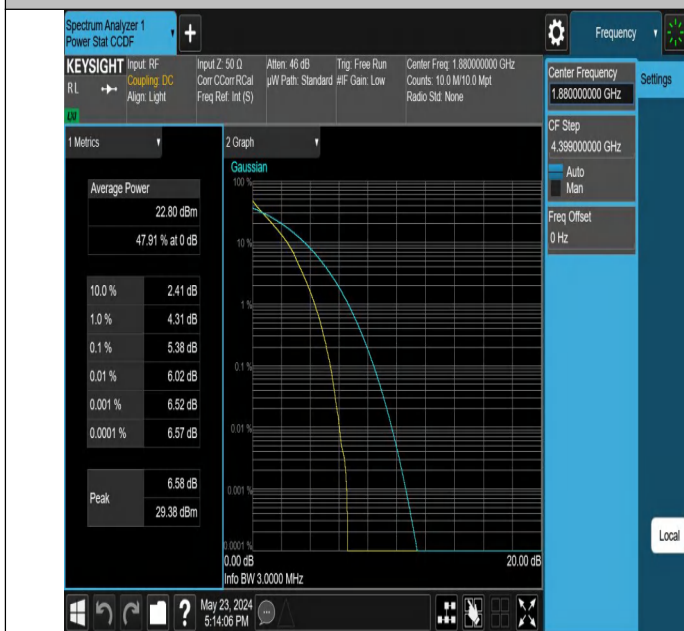 Spectrum Analyzer 1
Power Stat CCDF
+
Frequency
KEYSIGHT
RL
LXI
Input: RF
Coupling: DC
Align: Light
Input Z: 50 Ω
Corr CCorr RCal
Freq Ref: Int (S)
Atten: 46 dB
µW Path: Standard
Trig: Free Run
#IF Gain: Low
Center Freq: 1.880000000 GHz
Counts: 10.0 M/10.0 Mpt
Radio Std: None
Center Frequency
1.880000000 GHz
Settings
CF Step
4.399000000 GHz
Auto
Man
Freq Offset
0 Hz
Local
1 Metrics
Average Power
22.80 dBm
47.91 % at 0 dB
10.0 % 2.41 dB
1.0 % 4.31 dB
0.1 % 5.38 dB
0.01 % 6.02 dB
0.001 % 6.52 dB
0.0001 % 6.57 dB
Peak
6.58 dB
29.38 dBm
2 Graph
Gaussian
100 %
10 %
1 %
0.1 %
0.01 %
0.001 %
0.0001 %
0.00 dB 20.00 dB
Info BW 3.0000 MHz
?
May 23, 2024
5:14:06 PM